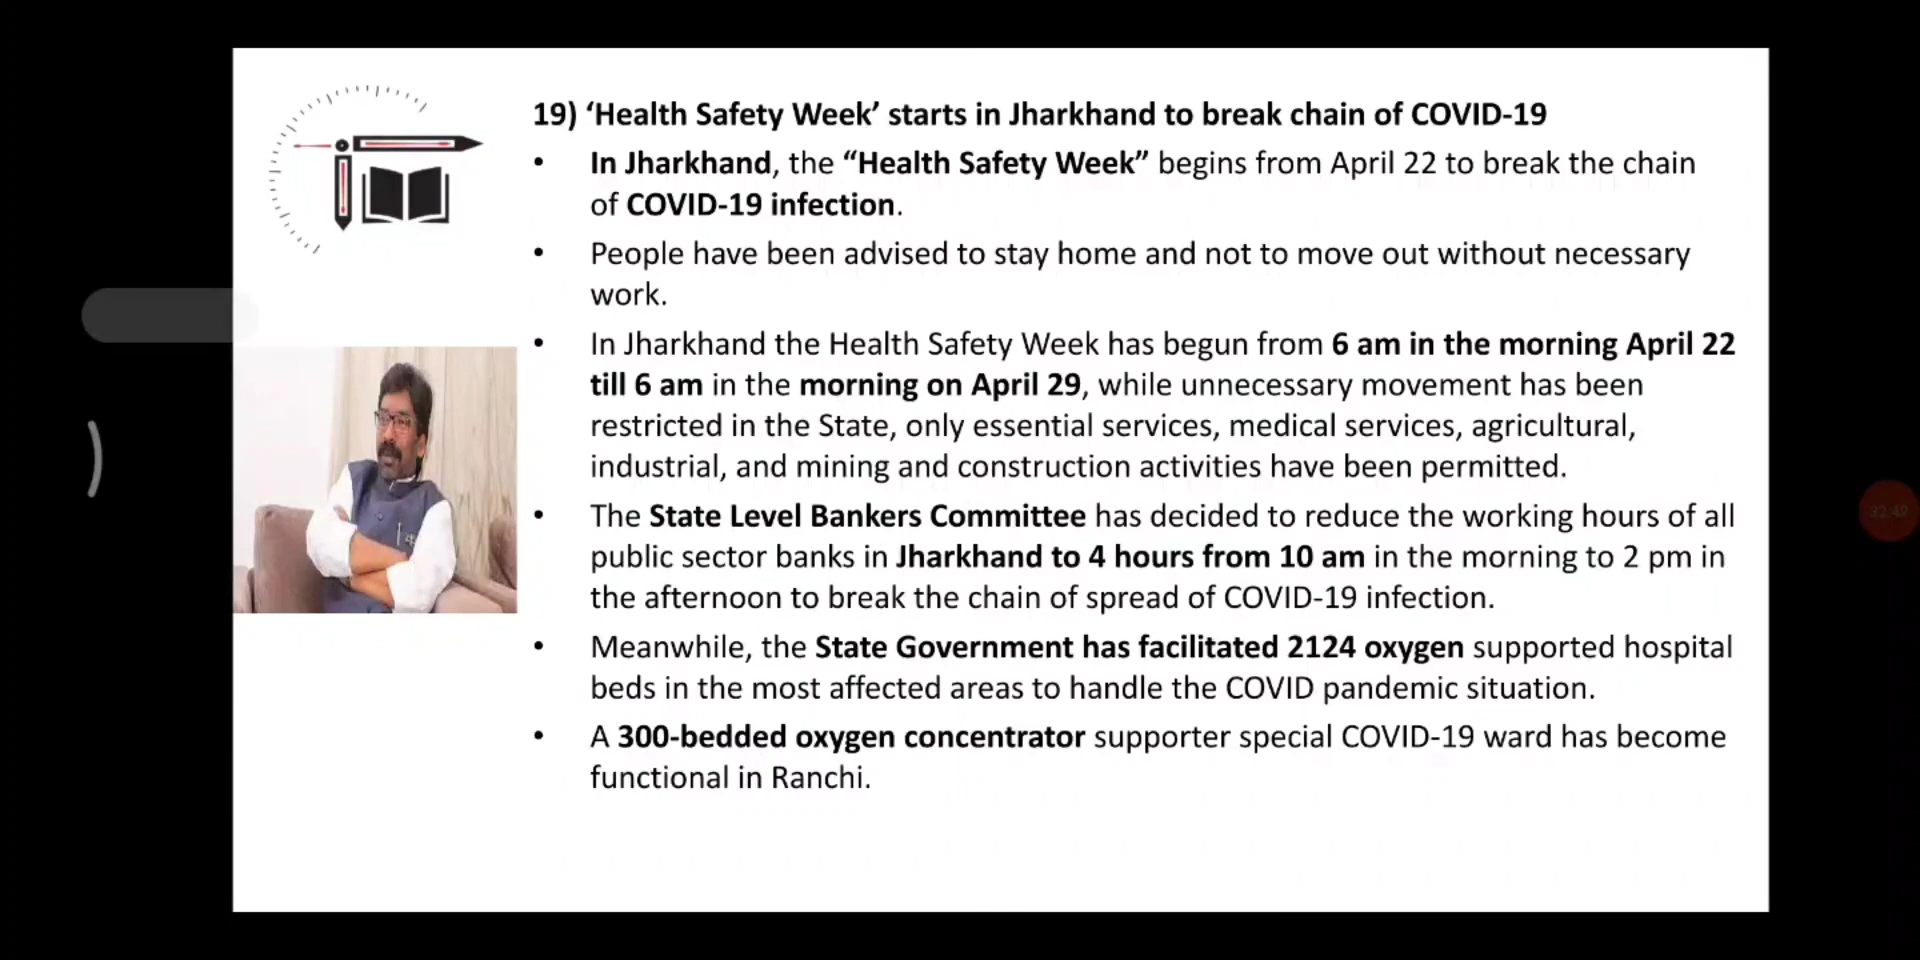 19) ‘Health Safety Week’ starts in Jharkhand to break chain of COVID-19
• In Jharkhand, the “Health Safety Week” begins from April 22 to break the chain
of COVID-19 infection.
• People have been advised to stay home and not to move out without necessary
work.
• In Jharkhand the Health Safety Week has begun from 6 am in the morning April 22
till 6 am in the morning on April 29, while unnecessary movement has been
restricted in the State, only essential services, medical services, agricultural,
industrial, and mining and construction activities have been permitted.
• The State Level Bankers Committee has decided to reduce the working hours of all
public sector banks in Jharkhand to 4 hours from 10 am in the morning to 2 pm in
the afternoon to break the chain of spread of COVID-19 infection.
• Meanwhile, the State Government has facilitated 2124 oxygen supported hospital
beds in the most affected areas to handle the COVID pandemic situation.
• A 300-bedded oxygen concentrator supporter special COVID-19 ward has become
functional in Ranchi.
32:49